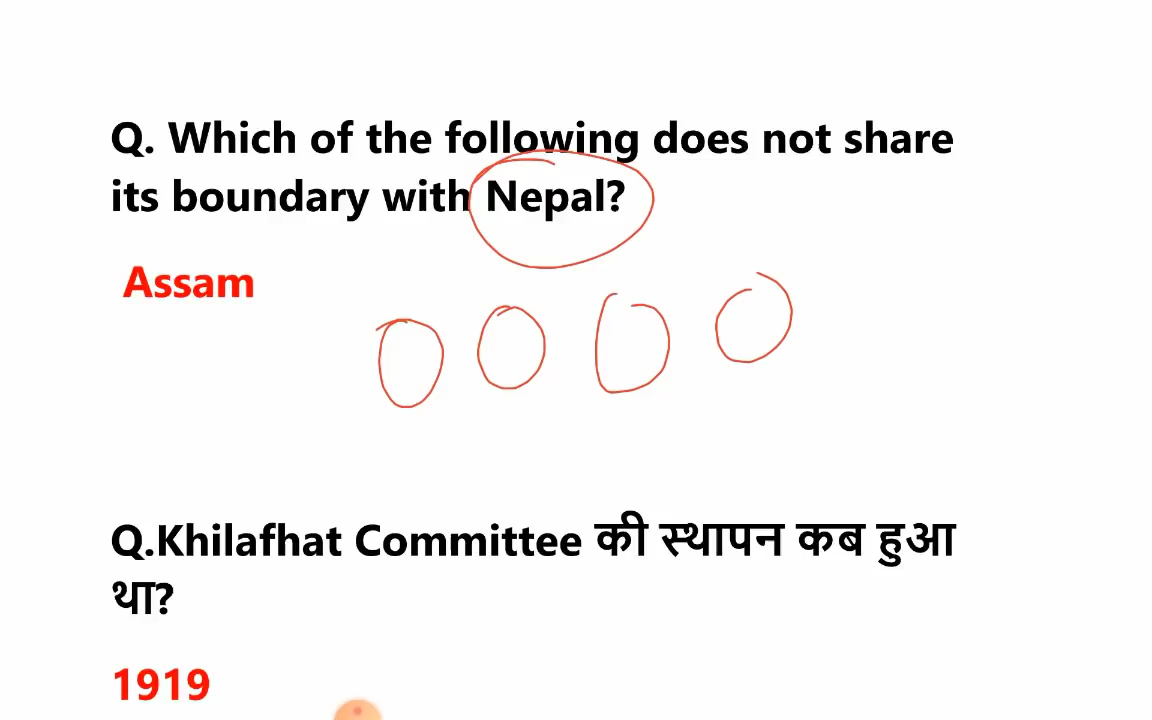 Q. Which of the following does not share
its boundary with Nepal?
Assam
Q.Khilafhat Committee की स्थापन कब हुआ
था?
1919